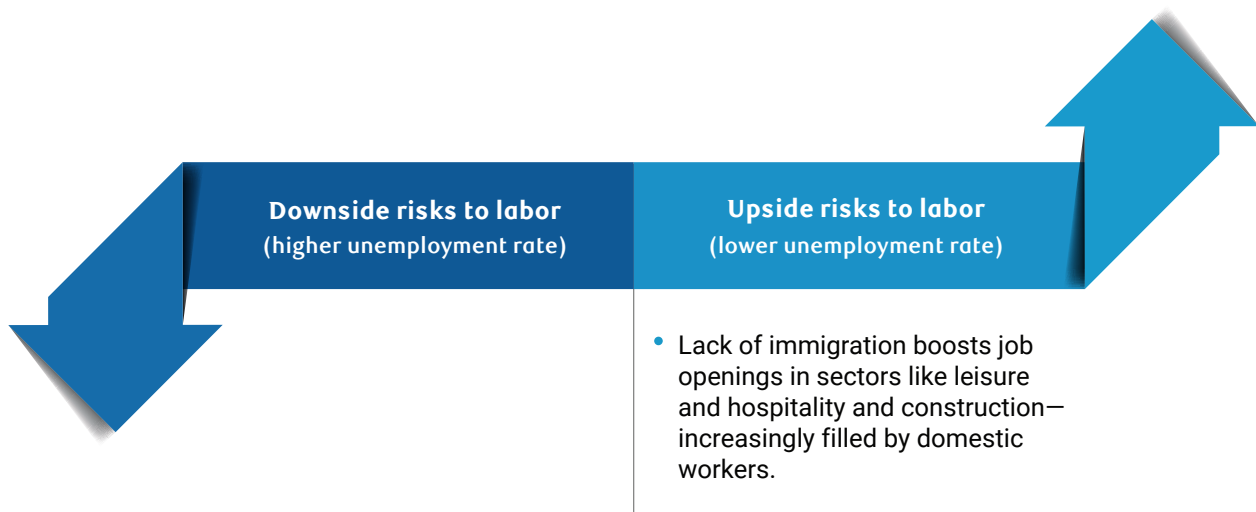 Downside risks to labor
(higher unemployment rate)
Upside risks to labor
(lower unemployment rate)
• Lack of immigration boosts job
openings in sectors like leisure
and hospitality and construction—
increasingly filled by domestic
workers.